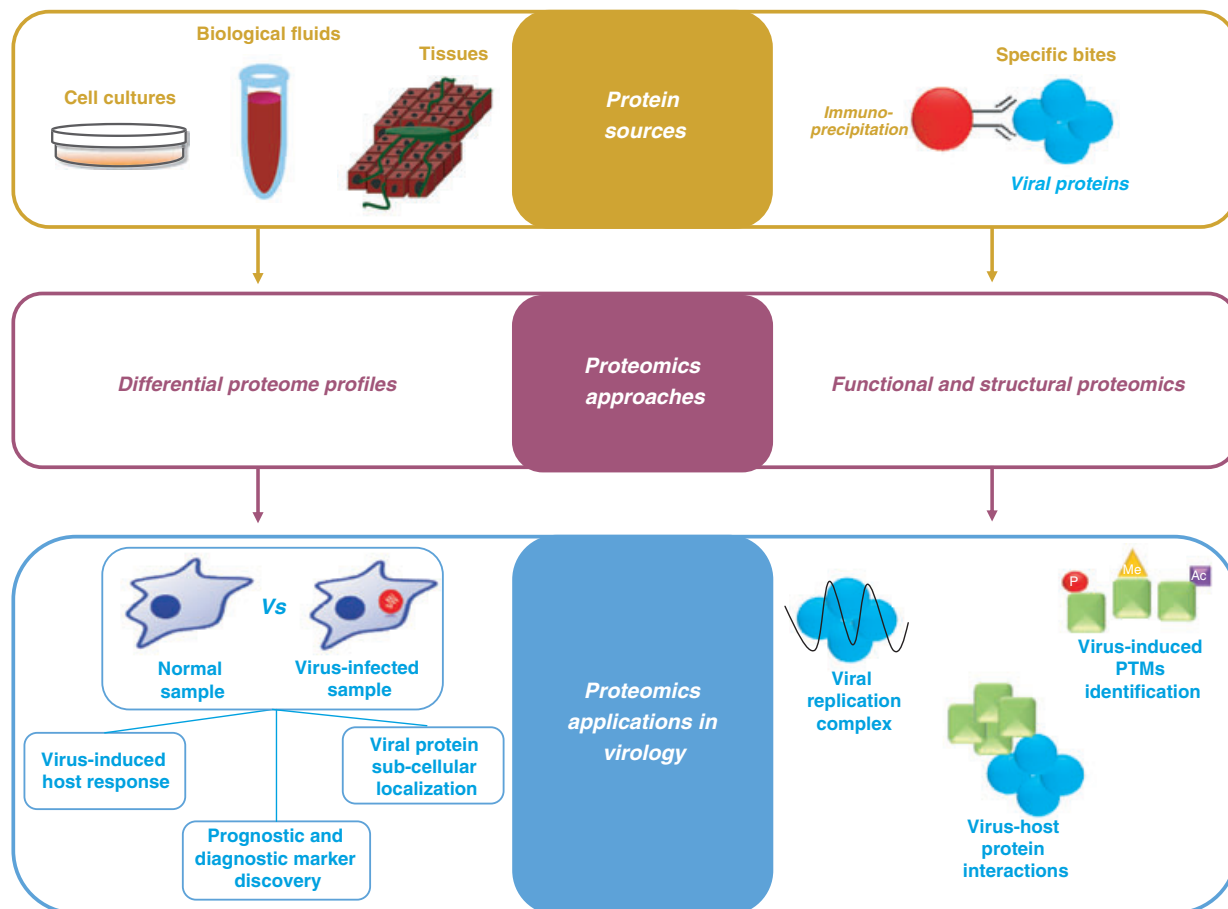 Biological fluids
Tissues
Cell cultures
Protein
sources
Specific bites
Immuno-
precipitation
Viral proteins
Differential proteome profiles
Proteomics
approaches
Functional and structural proteomics
Vs
Normal
sample
Virus-infected
sample
Virus-induced
host response
Viral protein
sub-cellular
localization
Prognostic and
diagnostic marker
discovery
Proteomics
applications in
virology
P
Me
Ac
Viral
replication
complex
Virus-induced
PTMs
identification
Virus-host
protein
interactions